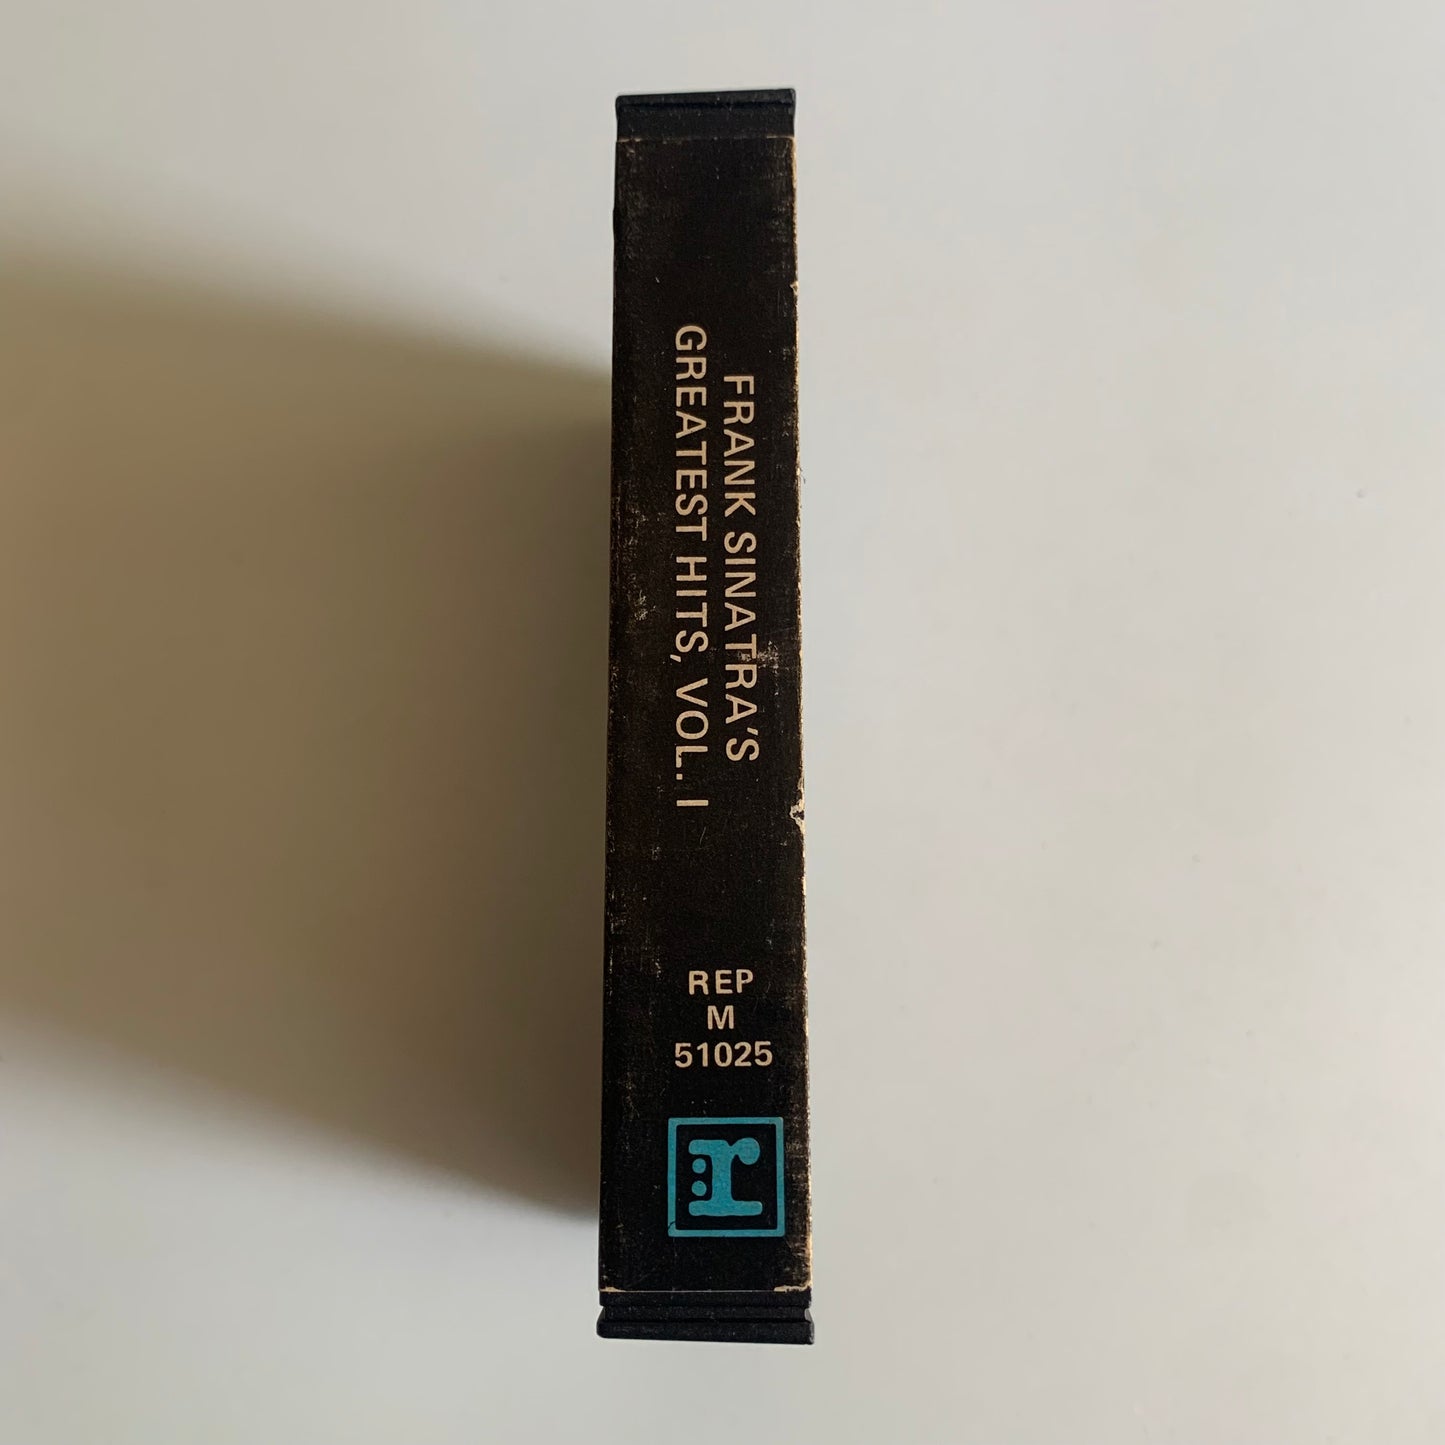 FRANK SINATRA'S
GREATEST HITS, VOL. I
REP
M
51025
:r